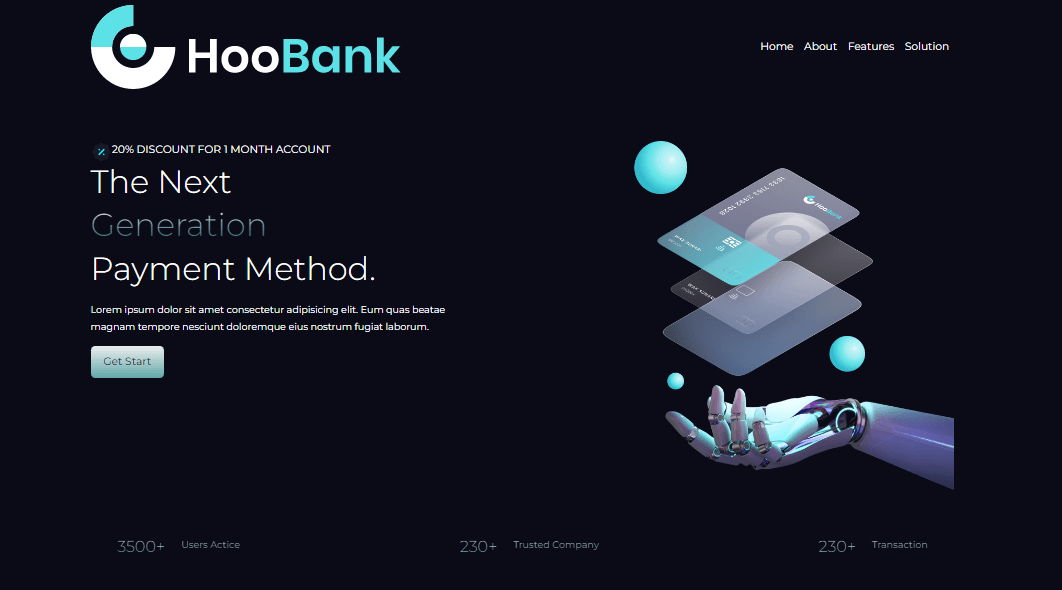 HooBank
Home About Features Solution
20% DISCOUNT FOR 1 MONTH ACCOUNT
The Next
Generation
Payment Method.
Lorem ipsum dolor sit amet consectetur adipisicing elit. Eum quas beatae
magnam tempore nesciunt doloremque eius nostrum fugiat laborum.
Get Start
HooBank
3500+ Users Actice
230+ Trusted Company
230+ Transaction